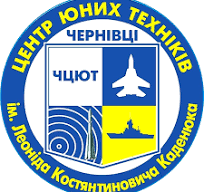 ЦЕНТР ЮНИХ ТЕХНІКІВ
ЧЕРНІВЦІ
ЧЦЮТ
ім. Леоніда Костянтиновича Каденюка